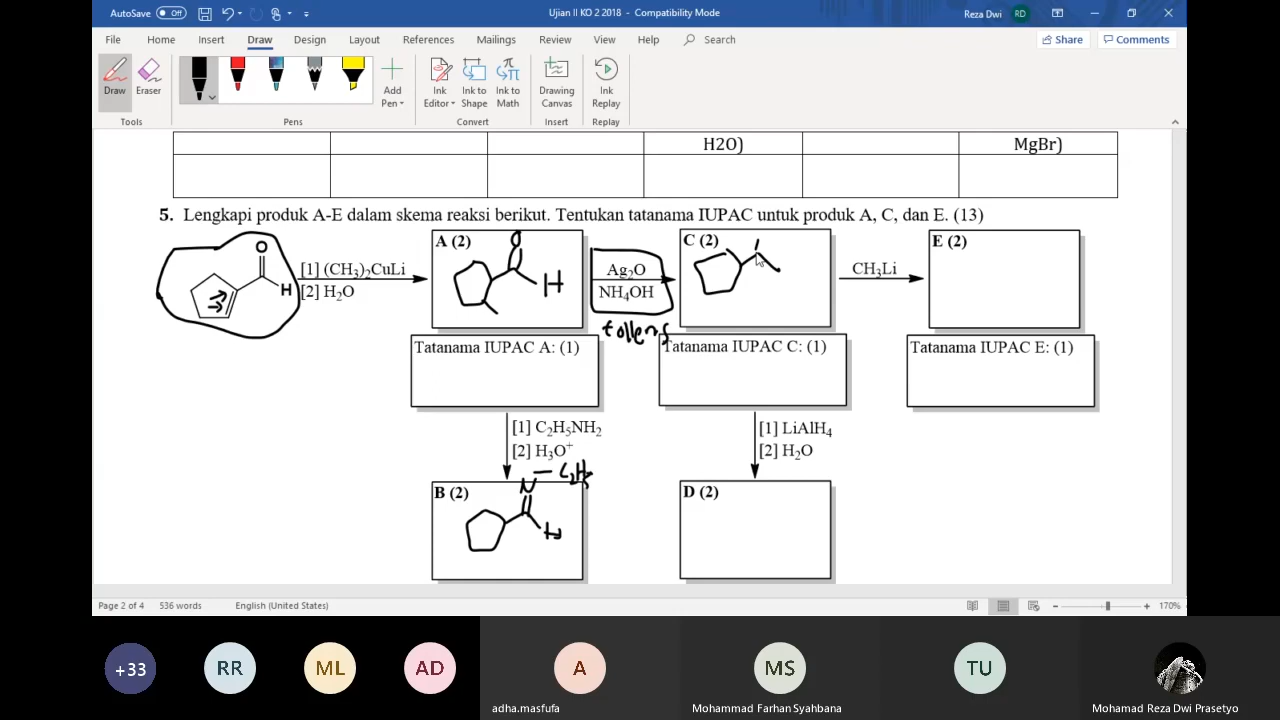 AutoSave Off
Ujian II KO 2 2018 - Compatibility Mode
Reza Dwi RD
File Home Insert Draw Design Layout References Mailings Review View Help Search Share Comments
Draw Eraser Add Pen Ink Editor Ink to Shape Ink to Math Drawing Canvas Ink Replay
Tools Pens Convert Insert Replay
H2O) MgBr)
5. Lengkapi produk A-E dalam skema reaksi berikut. Tentukan tatanama IUPAC untuk produk A, C, dan E. (13)
O
H
[1] (CH3)2CuLi
[2] H2O
A (2)
O
H
Ag2O
NH4OH
tollens
C (2)
CH3Li
E (2)
Tatanama IUPAC A: (1)
Tatanama IUPAC C: (1)
Tatanama IUPAC E: (1)
[1] C2H5NH2
[2] H3O+
[1] LiAlH4
[2] H2O
B (2)
N - C2H5
H
D (2)
Page 2 of 4 536 words English (United States) 170%
+33 RR ML AD A MS TU
adha.masfufa Mohammad Farhan Syahbana Mohamad Reza Dwi Prasetyo